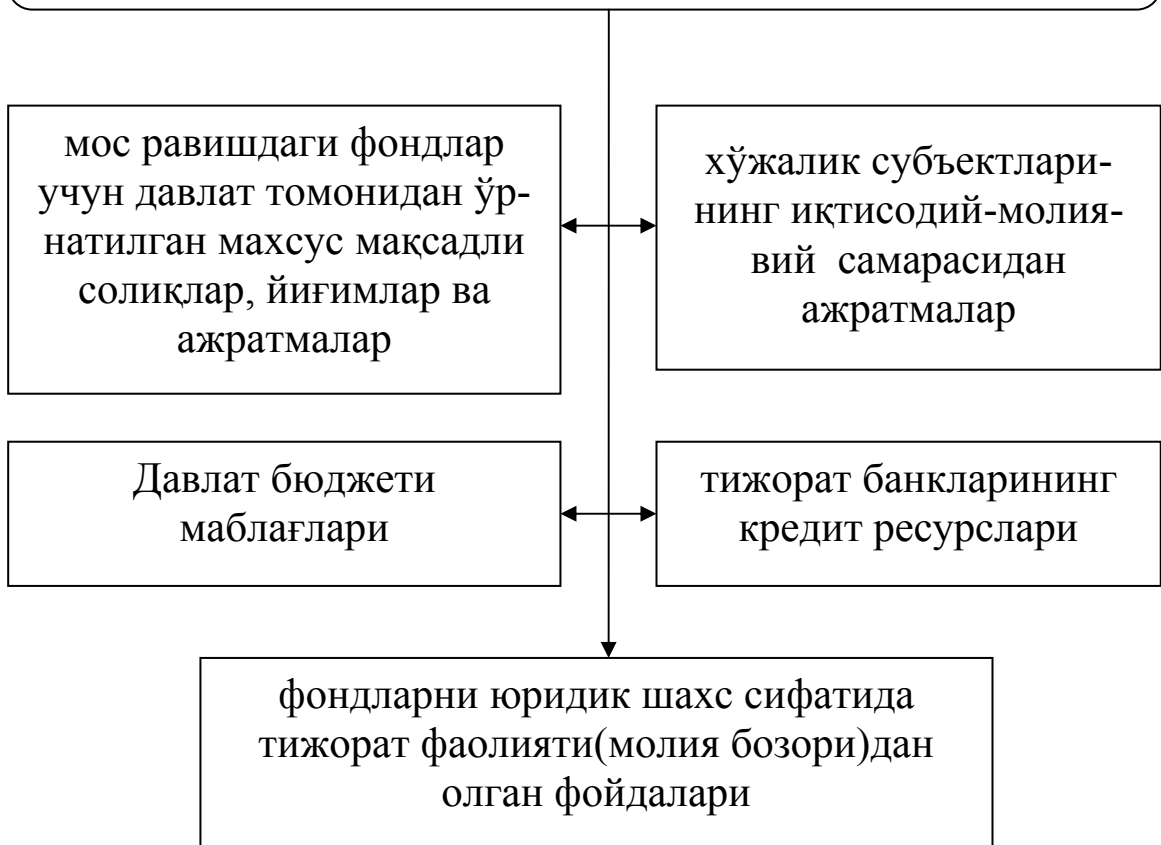 мос равишдаги фондлар
учун давлат томонидан ўр-
натилган махсус мақсадли
солиқлар, йиғимлар ва
ажратмалар
хўжалик субъектлари-
нинг иқтисодий-молия-
вий самарасидан
ажратмалар
Давлат бюджети
маблағлари
тижорат банкларининг
кредит ресурслари
фондларни юридик шахс сифатида
тижорат фаолияти(молия бозори)дан
олган фойдалари